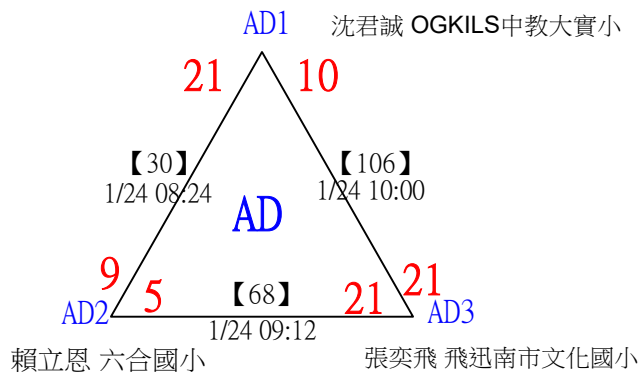 AD1 沈君誠 OGKILS中教大實小
21 10
【30】 【106】
1/24 08:24 1/24 10:00
AD
9 21
5 【68】 21
AD2 AD3
1/24 09:12
賴立恩 六合國小 張奕飛 飛迅南市文化國小